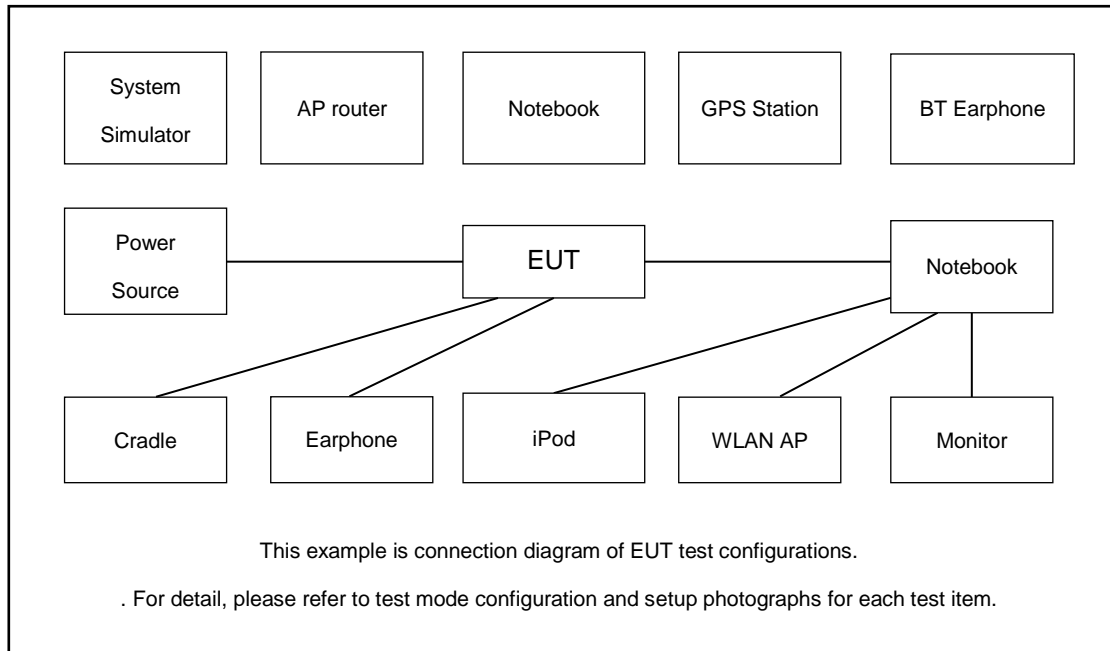 System
Simulator
AP router
Notebook
GPS Station
BT Earphone
Power
Source
EUT
Notebook
Cradle
Earphone
iPod
WLAN AP
Monitor
This example is connection diagram of EUT test configurations.
. For detail, please refer to test mode configuration and setup photographs for each test item.